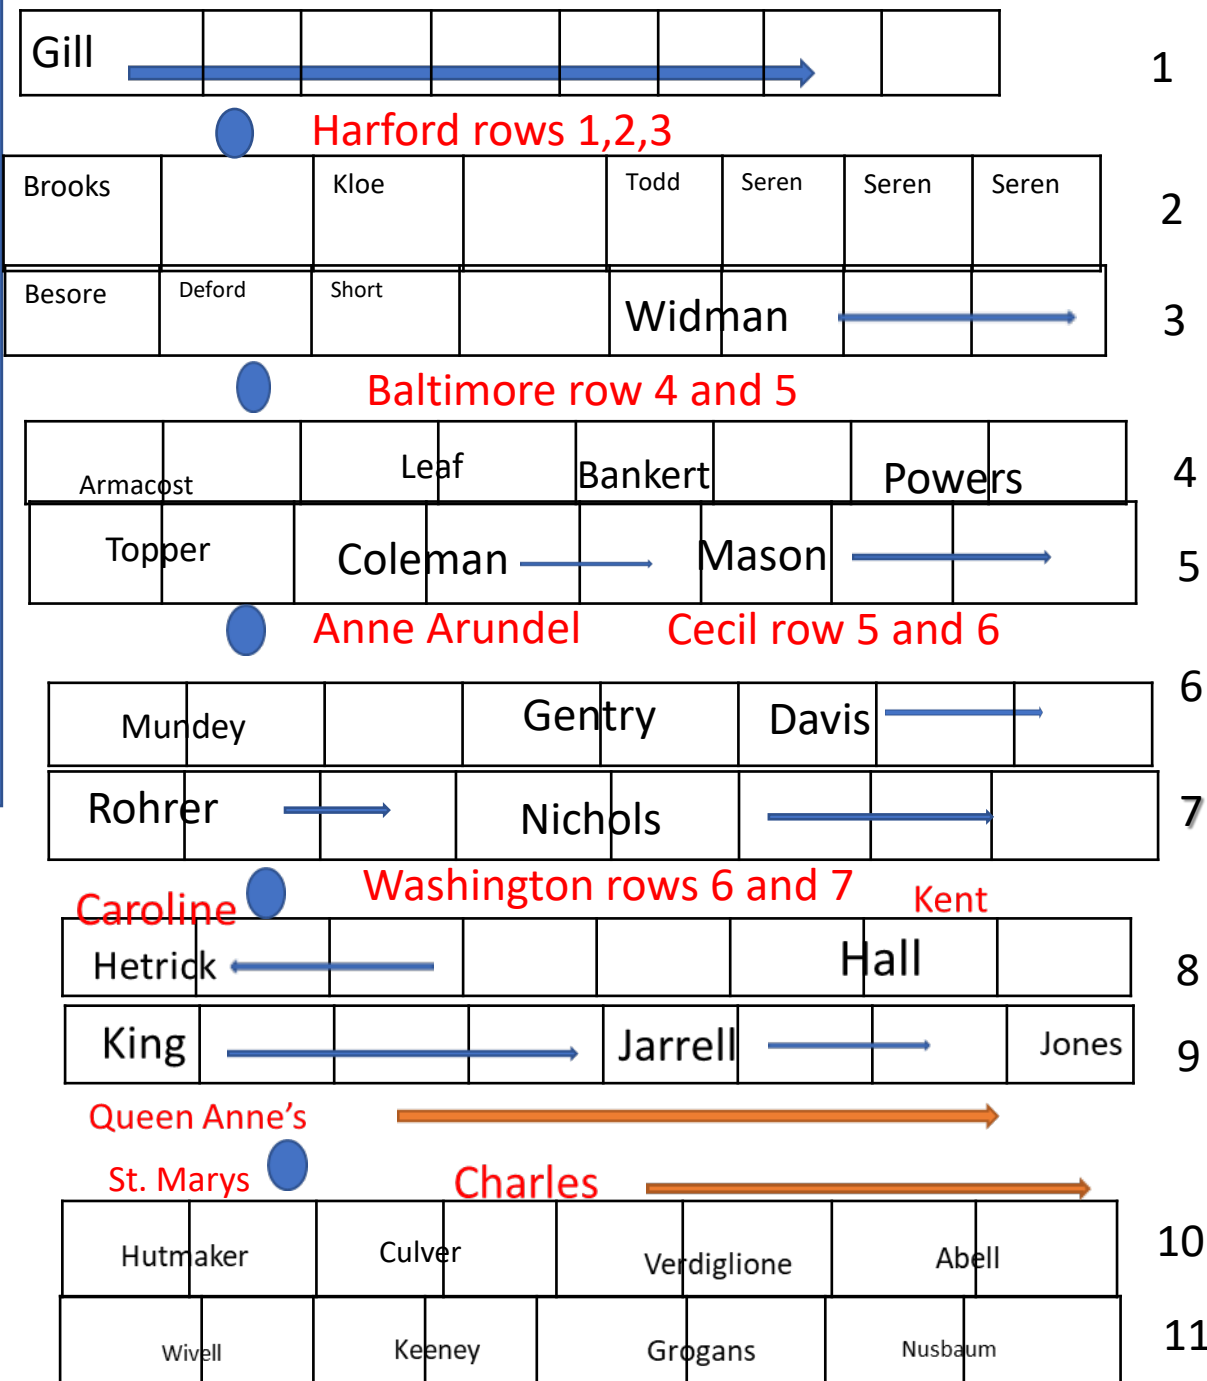 Gill 1
Harford rows 1,2,3
Brooks Kloe Todd Seren Seren Seren 2
Besore Deford Short Widman 3
Baltimore row 4 and 5
Armacost Leaf Bankert Powers 4
Topper Coleman Mason 5
Anne Arundel Cecil row 5 and 6
Mundey Gentry Davis 6
Rohrer Nichols 7
Washington rows 6 and 7
Caroline Kent
Hetrick Hall 8
King Jarrell Jones 9
Queen Anne’s
St. Marys Charles
Hutmaker Culver Verdiglione Abell 10
Wivell Keeney Grogans Nusbaum 11